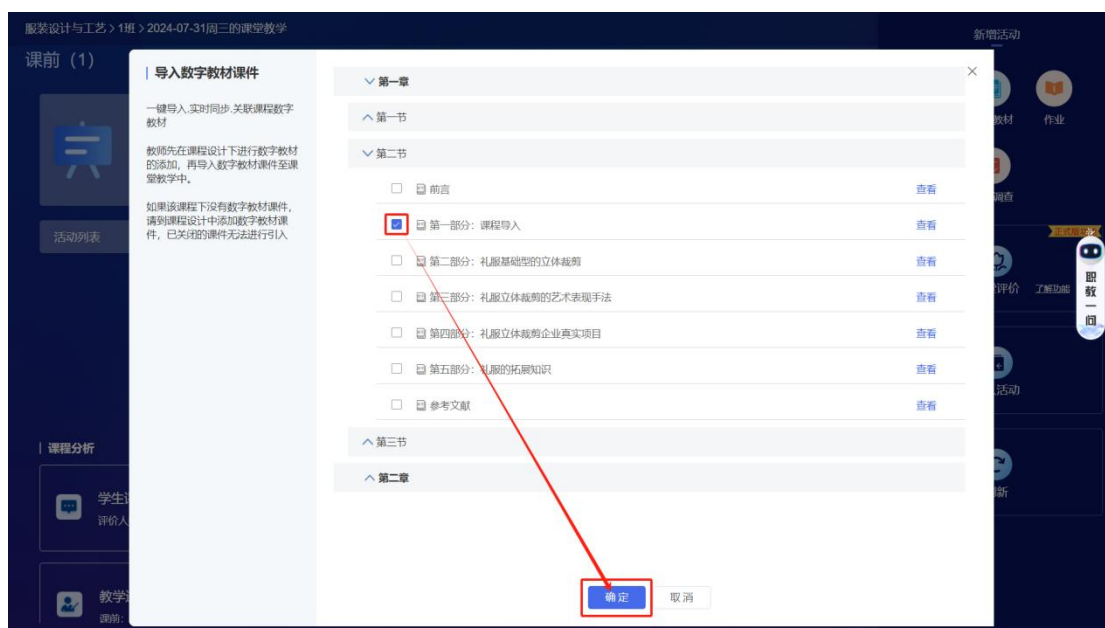 服装设计与工艺 > 1班 > 2024-07-31周三的课堂教学
新增活动
课前（1）
活动列表
课程分析
评价人
教学
课前:
导入数字教材课件
一键导入.实时同步.关联课程数字
教材
教师先在课程设计下进行数字教材
的添加，再导入数字教材课件至课
堂教学中。
如果该课程下没有数字教材课件，
请到课程设计中添加数字教材课
件，已关闭的课件无法进行引入
第一章
第一节
第二节
前言 查看
第一部分：课程导入 查看
第二部分：礼服基础型的立体裁剪 查看
第三部分：礼服立体裁剪的艺术表现手法 查看
第四部分：礼服立体裁剪企业真实项目 查看
第五部分：礼服的拓展知识 查看
参考文献 查看
第三节
第二章
确定 取消
教材 作业
调查
评价 了解功能
活动
职教一问